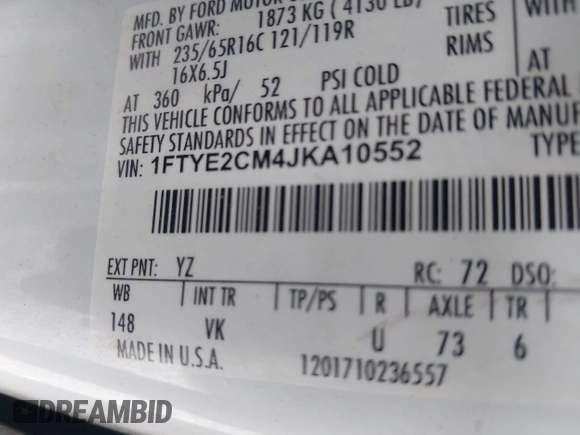 MFD. BY FORD MOTOR
FRONT GAWR: 1873 KG ( 4130 LB)
WITH 235/65R16C 121/119R TIRES WITH
16X6.5J RIMS
AT 360 kPa/ 52 PSI COLD AT
THIS VEHICLE CONFORMS TO ALL APPLICABLE FEDERAL
SAFETY STANDARDS IN EFFECT ON THE DATE OF MANUF
VIN: 1FTYE2CM4JKA10552 TYPE
EXT PNT: YZ RC: 72 DSO:
WB INT TR TP/PS R AXLE TR
148 VK U 73 6
MADE IN U.S.A. 1201710236557
DREAMBID